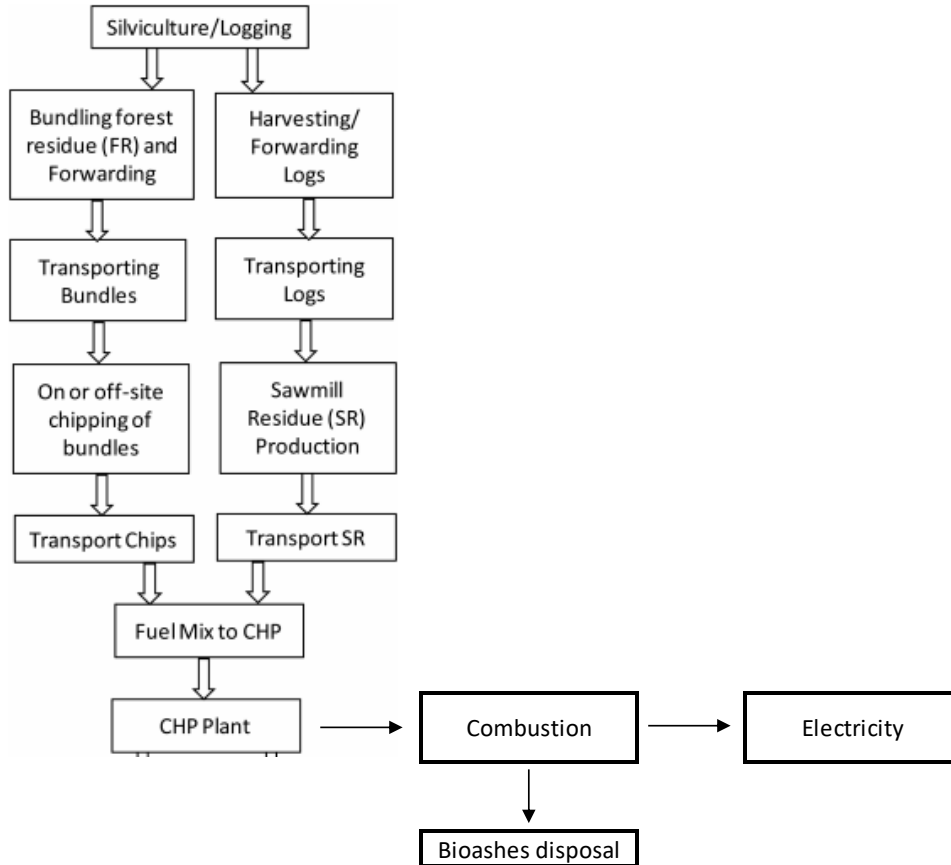 Silviculture/Logging
Bundling forest
residue (FR) and
Forwarding
Harvesting/
Forwarding
Logs
Transporting
Bundles
Transporting
Logs
On or off-site
chipping of
bundles
Sawmill
Residue (SR)
Production
Transport Chips
Transport SR
Fuel Mix to CHP
CHP Plant
Combustion
Electricity
Bioashes disposal